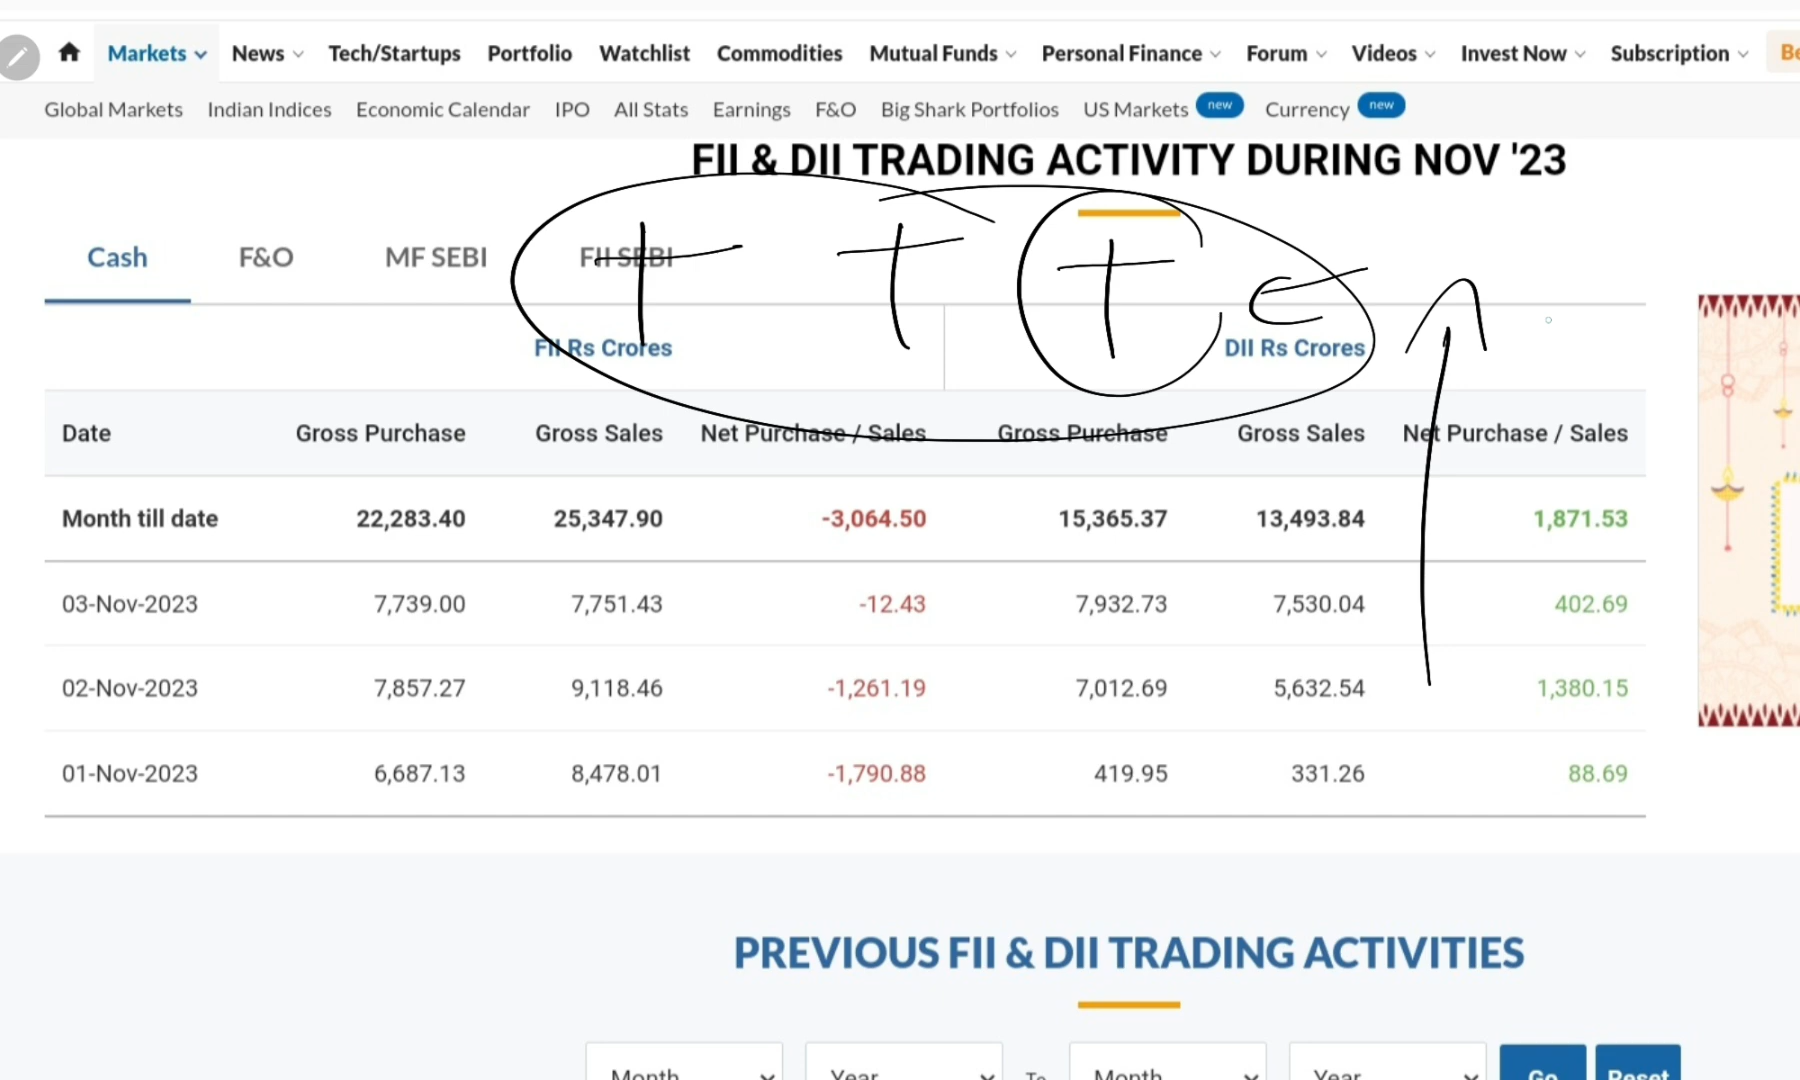 Markets News Tech/Startups Portfolio Watchlist Commodities Mutual Funds Personal Finance Forum Videos Invest Now Subscription
Global Markets Indian Indices Economic Calendar IPO All Stats Earnings F&O Big Shark Portfolios US Markets new Currency new
FII & DII TRADING ACTIVITY DURING NOV '23
Cash F&O MF SEBI FII SEBI
FII Rs Crores DII Rs Crores
Date Gross Purchase Gross Sales Net Purchase / Sales Gross Purchase Gross Sales Net Purchase / Sales
Month till date 22,283.40 25,347.90 -3,064.50 15,365.37 13,493.84 1,871.53
03-Nov-2023 7,739.00 7,751.43 -12.43 7,932.73 7,530.04 402.69
02-Nov-2023 7,857.27 9,118.46 -1,261.19 7,012.69 5,632.54 1,380.15
01-Nov-2023 6,687.13 8,478.01 -1,790.88 419.95 331.26 88.69
PREVIOUS FII & DII TRADING ACTIVITIES
Month Year To Month Year Go Reset